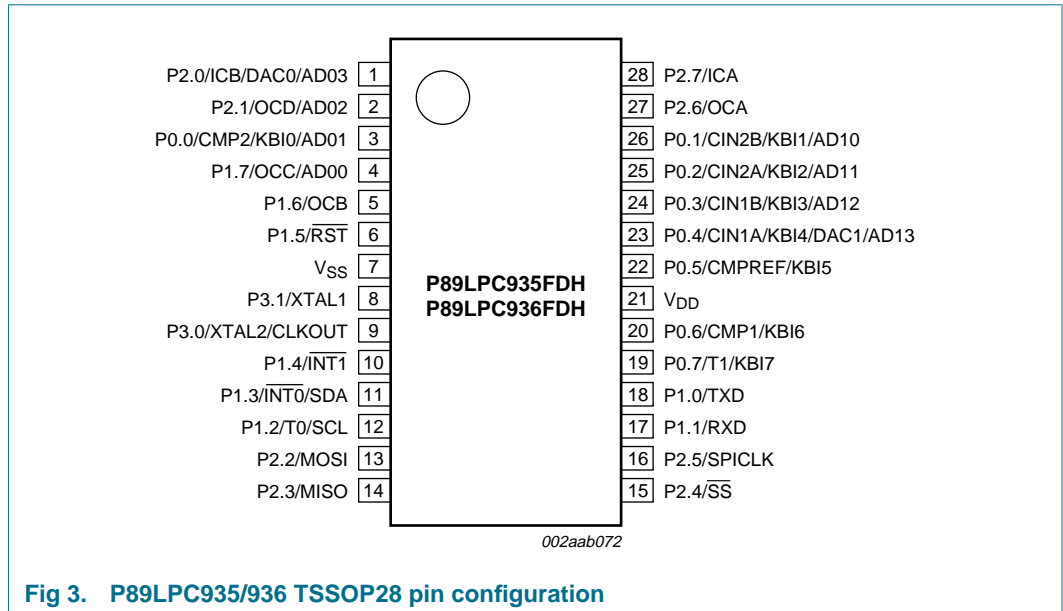 P2.0/ICB/DAC0/AD03 1
P2.1/OCD/AD02 2
P0.0/CMP2/KBI0/AD01 3
P1.7/OCC/AD00 4
P1.6/OCB 5
P1.5/RST 6
VSS 7
P3.1/XTAL1 8
P3.0/XTAL2/CLKOUT 9
P1.4/INT1 10
P1.3/INT0/SDA 11
P1.2/T0/SCL 12
P2.2/MOSI 13
P2.3/MISO 14
P89LPC935FDH
P89LPC936FDH
28 P2.7/ICA
27 P2.6/OCA
26 P0.1/CIN2B/KBI1/AD10
25 P0.2/CIN2A/KBI2/AD11
24 P0.3/CIN1B/KBI3/AD12
23 P0.4/CIN1A/KBI4/DAC1/AD13
22 P0.5/CMPREF/KBI5
21 VDD
20 P0.6/CMP1/KBI6
19 P0.7/T1/KBI7
18 P1.0/TXD
17 P1.1/RXD
16 P2.5/SPICLK
15 P2.4/SS
002aab072
Fig 3. P89LPC935/936 TSSOP28 pin configuration